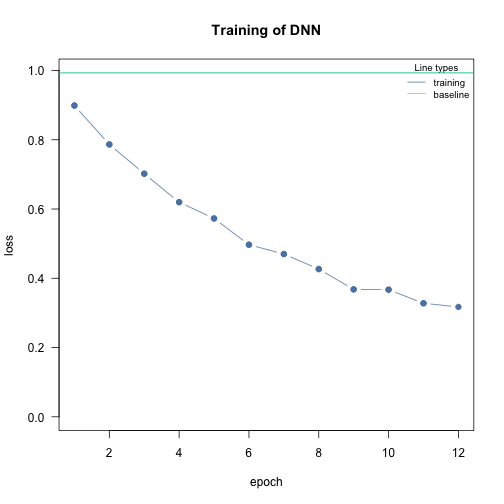 Training of DNN
Line types
training
baseline
1.0
0.8
0.6
0.4
0.2
0.0
loss
2 4 6 8 10 12
epoch